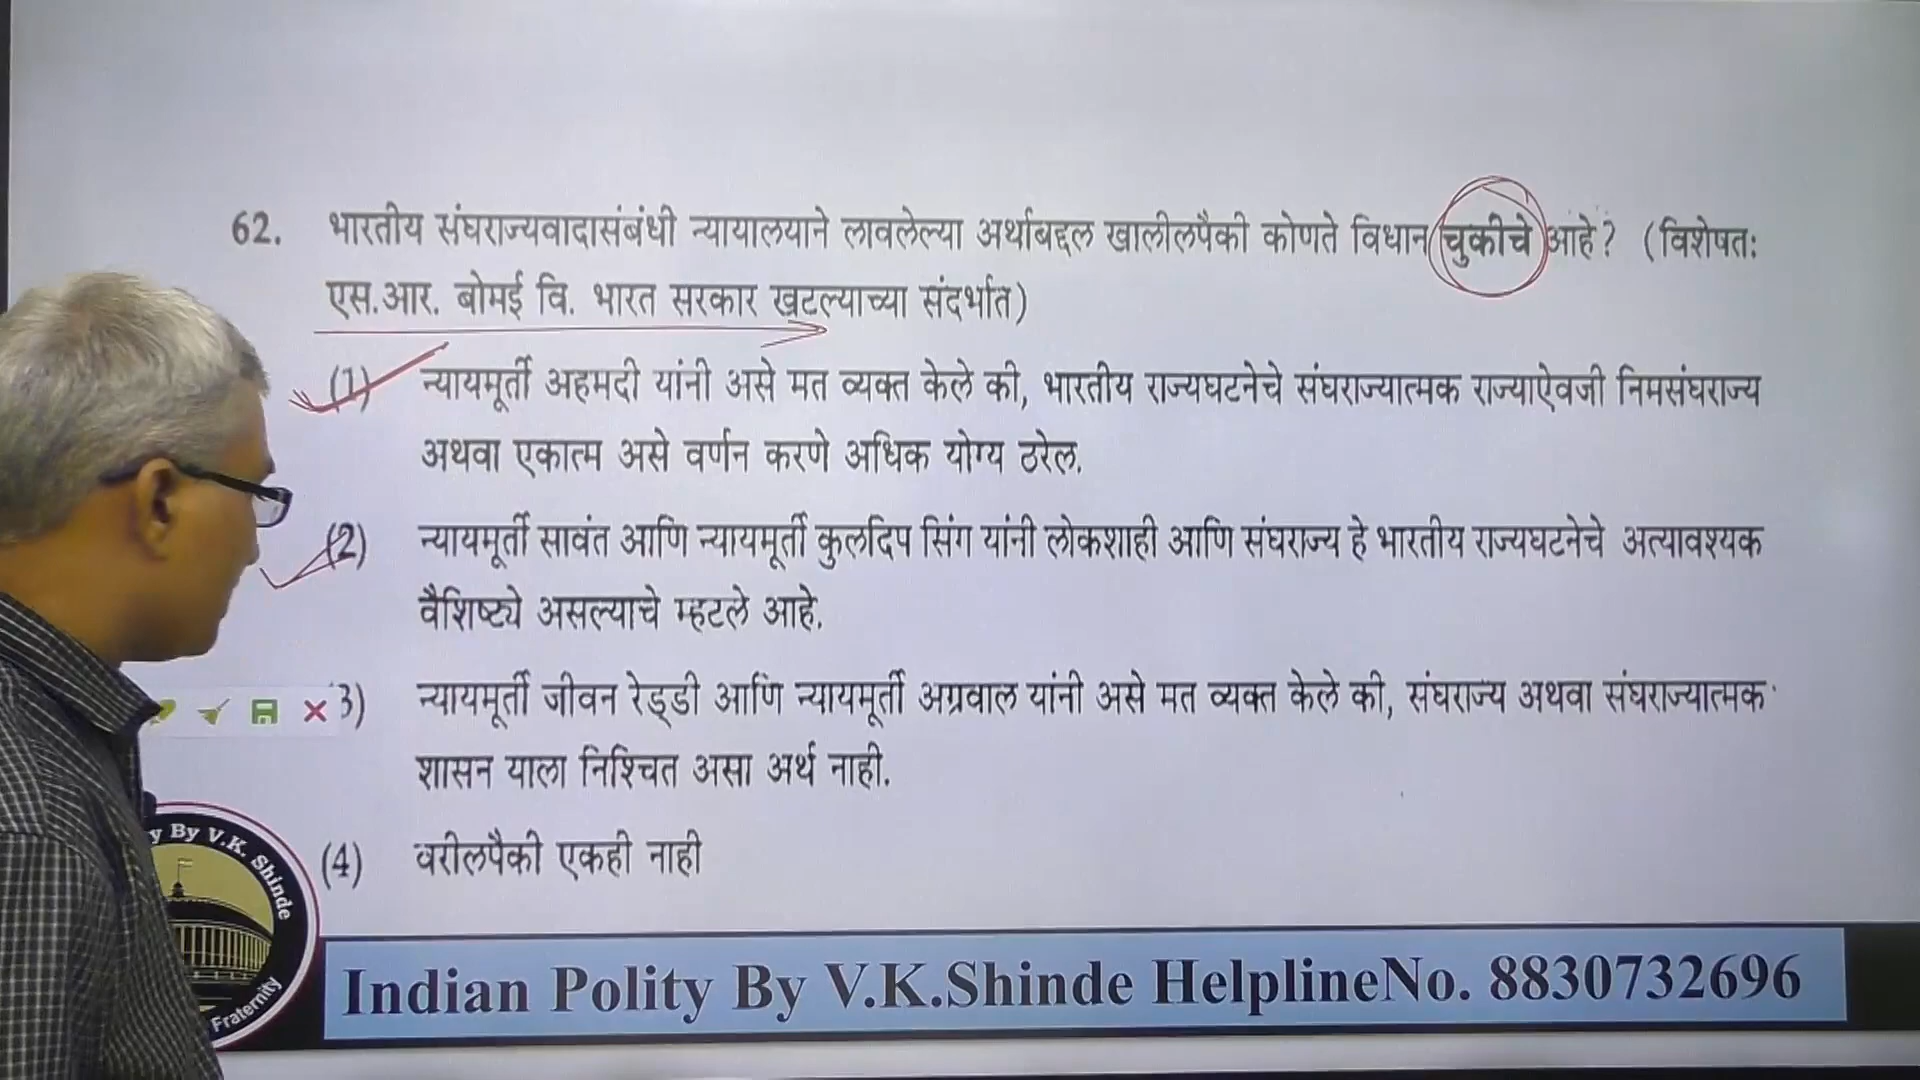 62. भारतीय संघराज्यवादासंबंधी न्यायालयाने लावलेल्या अर्थाबद्दल खालीलपैकी कोणते विधान चुकीचे आहे? (विशेषत:
एस.आर. बोमई वि. भारत सरकार खटल्याच्या संदर्भात)
(1) न्यायमूर्ती अहमदी यांनी असे मत व्यक्त केले की, भारतीय राज्यघटनेचे संघराज्यात्मक राज्याऐवजी निमसंघराज्य
अथवा एकात्म असे वर्णन करणे अधिक योग्य ठरेल.
(2) न्यायमूर्ती सावंत आणि न्यायमूर्ती कुलदिप सिंग यांनी लोकशाही आणि संघराज्य हे भारतीय राज्यघटनेचे अत्यावश्यक
वैशिष्ट्ये असल्याचे म्हटले आहे.
3) न्यायमूर्ती जीवन रेड्डी आणि न्यायमूर्ती अग्रवाल यांनी असे मत व्यक्त केले की, संघराज्य अथवा संघराज्यात्मक
शासन याला निश्चित असा अर्थ नाही.
(4) वरीलपैकी एकही नाही
y By V.K. Shinde
Fraternity
Indian Polity By V.K.Shinde HelplineNo. 8830732696